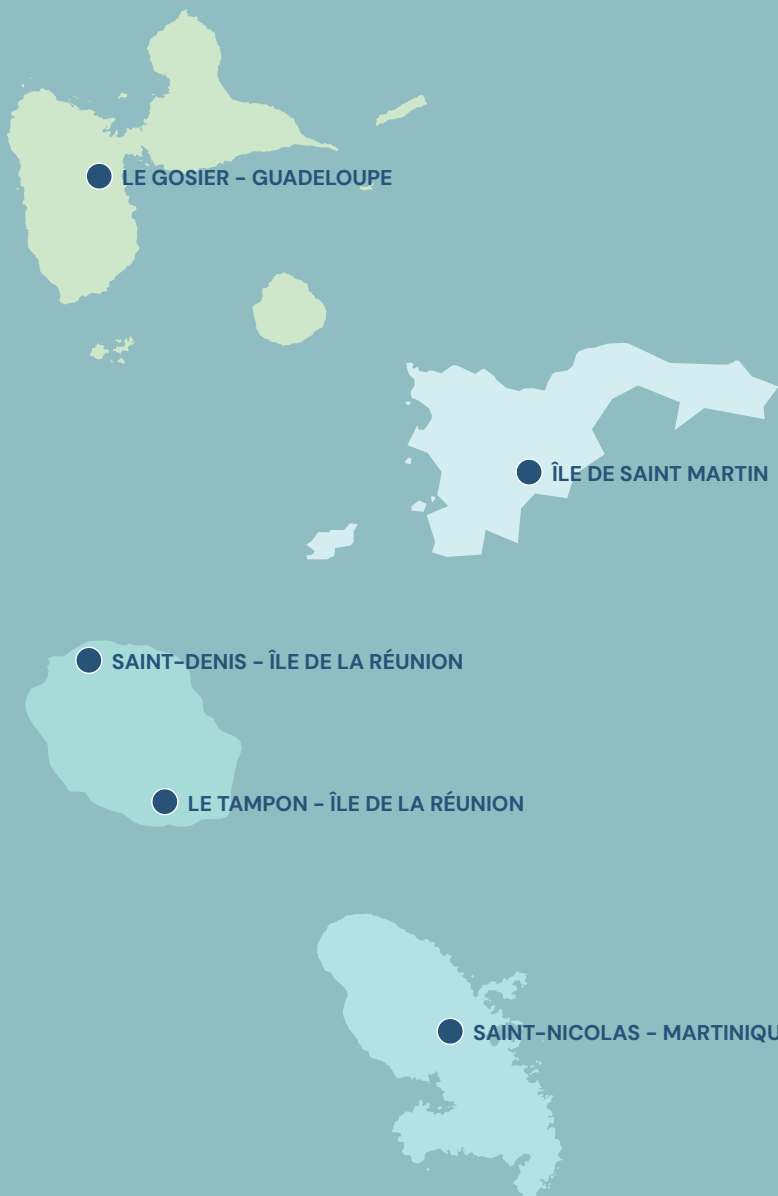 LE GOSIER – GUADELOUPE
ÎLE DE SAINT MARTIN
SAINT-DENIS – ÎLE DE LA RÉUNION
LE TAMPON – ÎLE DE LA RÉUNION
SAINT-NICOLAS – MARTINIQU